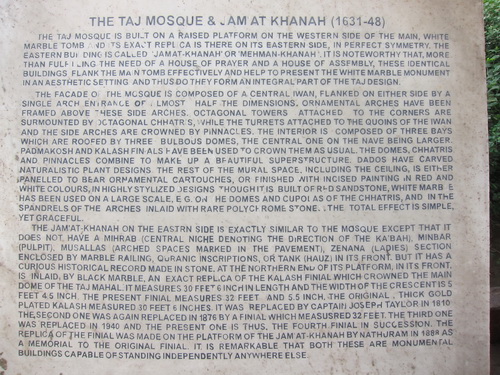 THE TAJ MOSQUE & JAM'AT KHANAH (1631-48)
THE TAJ MOSQUE IS BUILT ON A RAISED PLATFORM ON THE WESTERN SIDE OF THE MAIN, WHITE
MARBLE TOMB AND ITS EXACT REPLICA IS THERE ON ITS EASTERN SIDE, IN PERFECT SYMMETRY. THE
EASTERN BUILDING IS CALLED 'JAMAT-KHANAH' OR 'MEHMAN-KHANAH'. IT IS NOTEWORTHY THAT, MORE
THAN FULFILLING THE NEED OF A HOUSE OF PRAYER AND A HOUSE OF ASSEMBLY, THESE IDENTICAL
BUILDINGS FLANK THE MAIN TOMB EFFECTIVELY AND HELP TO PRESENT THE WHITE MARBLE MONUMENT
IN AN AESTHETIC SETTING AND THUS DO THEY FORM AN INTEGRAL PART OF THE TAJ DESIGN.
THE FACADE OF THE MOSQUE IS COMPOSED OF A CENTRAL IWAN, FLANKED ON EITHER SIDE BY A
SINGLE ARCH ENTRANCE OF ALMOST HALF THE DIMENSIONS. ORNAMENTAL ARCHES HAVE BEEN
FRAMED ABOVE THESE SIDE ARCHES. OCTAGONAL TOWERS ATTACHED TO THE CORNERS ARE
SURMOUNTED BY OCTAGONAL CHHATRIS, WHILE THE TURRETS ATTACHED TO THE QUOINS OF THE IWAN
AND THE SIDE ARCHES ARE CROWNED BY PINNACLES. THE INTERIOR IS COMPOSED OF THREE BAYS
WHICH ARE ROOFED BY THREE BULBOUS DOMES, THE CENTRAL ONE ON THE NAVE BEING LARGER.
PADMAKOSH AND KALASH FINIALS HAVE BEEN USED TO CROWN THEM AS USUAL. THE DOMES, CHHATRIS
AND PINNACLES COMBINE TO MAKE UP A BEAUTIFUL SUPERSTRUCTURE. DADOS HAVE CARVED
NATURALISTIC PLANT DESIGNS THE REST OF THE MURAL SPACE, INCLUDING THE CEILING, IS EITHER
PANELLED TO BEAR ORNAMENTAL CARTOUCHES, OR FINISHED WITH INCISED PAINTING IN RED AND
WHITE COLOURS, IN HIGHLY STYLIZED DESIGNS THOUGH IT IS BUILT OF RED SANDSTONE, WHITE MARBLE
HAS BEEN USED ON A LARGE SCALE, E.G. ON THE DOMES AND CUPOLAS OF THE CHHATRIS, AND IN THE
SPANDRELS OF THE ARCHES INLAID WITH RARE POLYCHROME STONE. THE TOTAL EFFECT IS SIMPLE,
YET GRACEFUL.
THE JAM'AT-KHANAH ON THE EASTERN SIDE IS EXACTLY SIMILAR TO THE MOSQUE EXCEPT THAT IT
DOES NOT HAVE A MIHRAB (CENTRAL NICHE DENOTING THE DIRECTION OF THE KA'BAH), MINBAR
(PULPIT), MUSALLAS (ARCHED SPACES MARKED IN THE PAVEMENT), ZENANA (LADIES) SECTION
ENCLOSED BY MARBLE RAILING, QURANIC INSCRIPTIONS, OR TANK (HAUZ) IN ITS FRONT. BUT IT HAS A
CURIOUS HISTORICAL RECORD MADE IN STONE. AT THE NORTHERN END OF ITS PLATFORM, IN ITS FRONT,
IS INLAID, BY BLACK MARBLE, AN EXACT REPLICA OF THE KALASH FINIAL WHICH CROWNED THE MAIN
DOME OF THE TAJ MAHAL. IT MEASURES 30 FEET 6 INCH IN LENGTH AND THE WIDTH OF THE CRESCENT IS 5
FEET 4.5 INCH. THE PRESENT FINIAL MEASURES 32 FEET AND 5.5 INCH. THE ORIGINAL, THICK GOLD
PLATED KALASH MEASURED 30 FEET 6 INCHES. IT WAS REPLACED BY CAPTAIN JOSEPH TAYLOR IN 1810
THE SECOND ONE WAS AGAIN REPLACED IN 1876 BY A FINIAL WHICH MEASURED 32 FEET. THE THIRD ONE
WAS REPLACED IN 1940 AND THE PRESENT ONE IS THUS, THE FOURTH FINIAL IN SUCCESSION. THE
REPLICA OF THE FINIAL WAS MADE ON THE PLATFORM OF THE JAM'AT-KHANAH BY NATHURAM IN 1888 AS
A MEMORIAL TO THE ORIGINAL FINIAL. IT IS REMARKABLE THAT BOTH THESE ARE MONUMENTAL
BUILDINGS CAPABLE OF STANDING INDEPENDENTLY ANYWHERE ELSE.